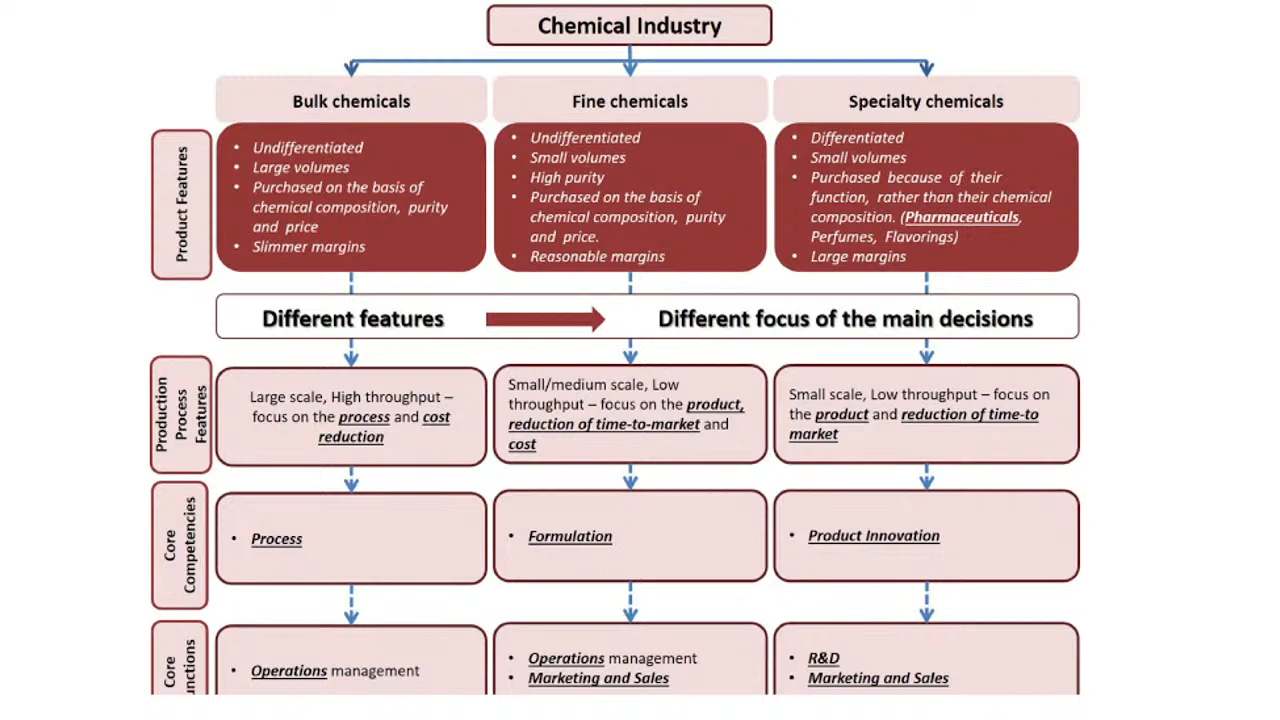 Chemical Industry
Bulk chemicals
Fine chemicals
Specialty chemicals
Product Features
• Undifferentiated
• Large volumes
• Purchased on the basis of
chemical composition, purity
and price
• Slimmer margins
• Undifferentiated
• Small volumes
• High purity
• Purchased on the basis of
chemical composition, purity
and price.
• Reasonable margins
• Differentiated
• Small volumes
• Purchased because of their
function, rather than their chemical
composition. (Pharmaceuticals,
Perfumes, Flavorings)
• Large margins
Different features
Different focus of the main decisions
Production
Process
Features
Large scale, High throughput –
focus on the process and cost
reduction
Small/medium scale, Low
throughput – focus on the product,
reduction of time-to-market and
cost
Small scale, Low throughput – focus on
the product and reduction of time-to
market
Core
Competencies
• Process
• Formulation
• Product Innovation
Core
unctions
• Operations management
• Operations management
• Marketing and Sales
• R&D
• Marketing and Sales